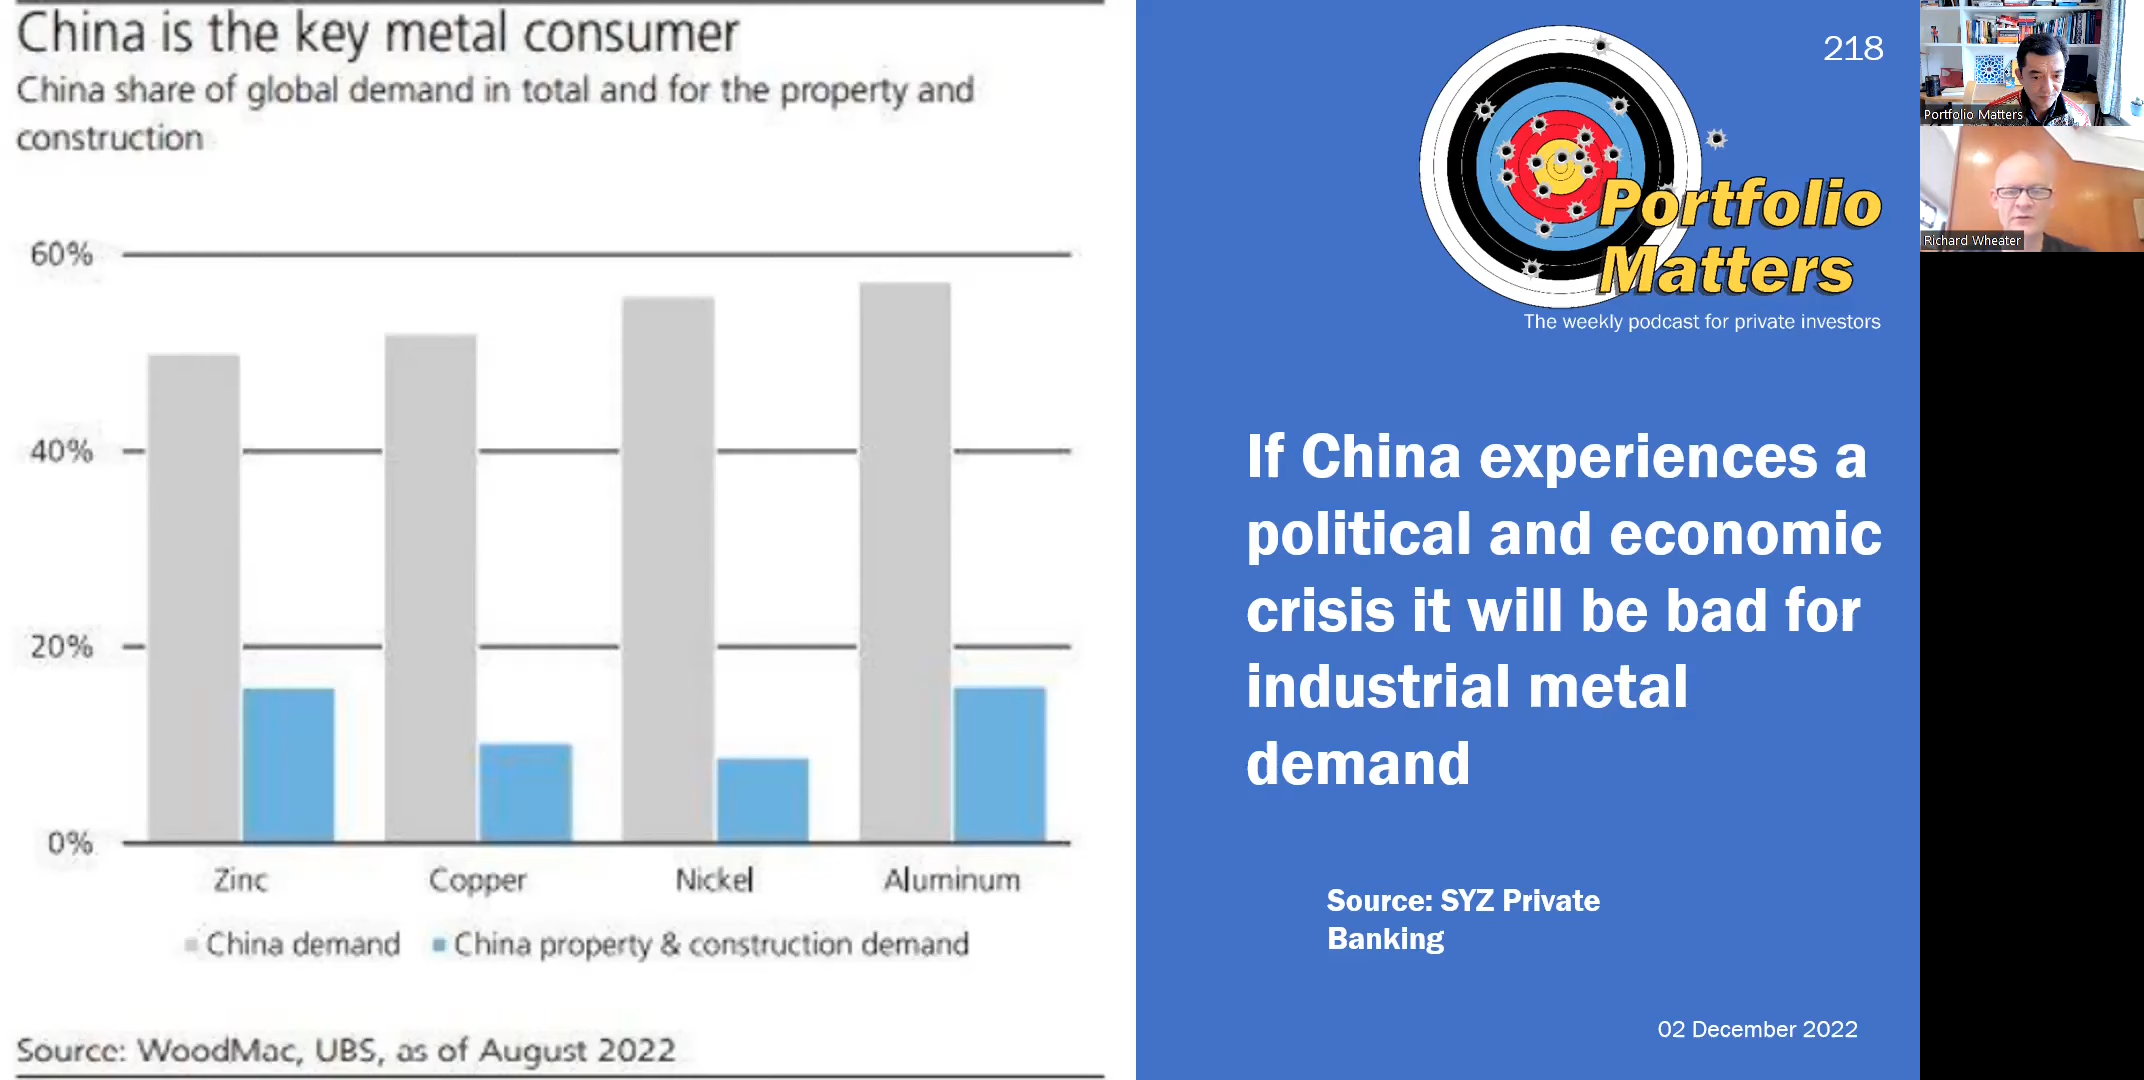 China is the key metal consumer
China share of global demand in total and for the property and
construction
60%
40%
20%
0%
Zinc
Copper
Nickel
Aluminum
China demand
China property & construction demand
Source: WoodMac, UBS, as of August 2022
218
Portfolio
Matters
The weekly podcast for private investors
If China experiences a
political and economic
crisis it will be bad for
industrial metal
demand
Source: SYZ Private
Banking
02 December 2022
Portfolio Matters
Richard Wheater